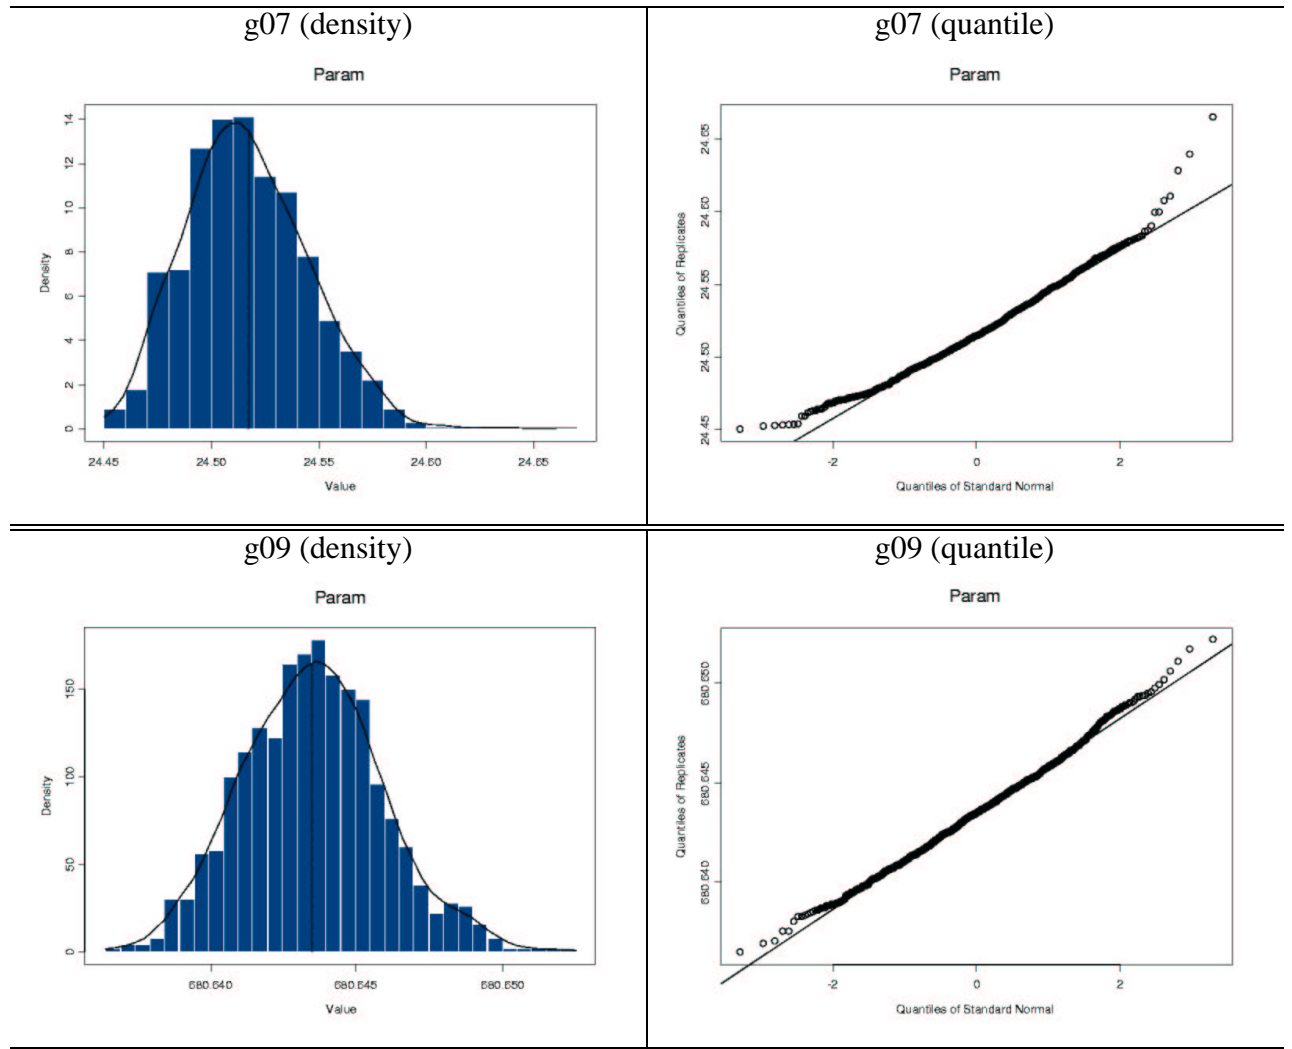 g07 (density)
g07 (quantile)
Param
Density
0 2 4 6 8 10 12 14
24.45 24.50 24.55 24.60 24.65
Value
Param
Quantiles of Replicates
24.45 24.50 24.55 24.60 24.65
-2 0 2
Quantiles of Standard Normal
g09 (density)
g09 (quantile)
Param
Density
0 50 100 150
680.640 680.645 680.650
Value
Param
Quantiles of Replicates
680.640 680.645 680.650
-2 0 2
Quantiles of Standard Normal